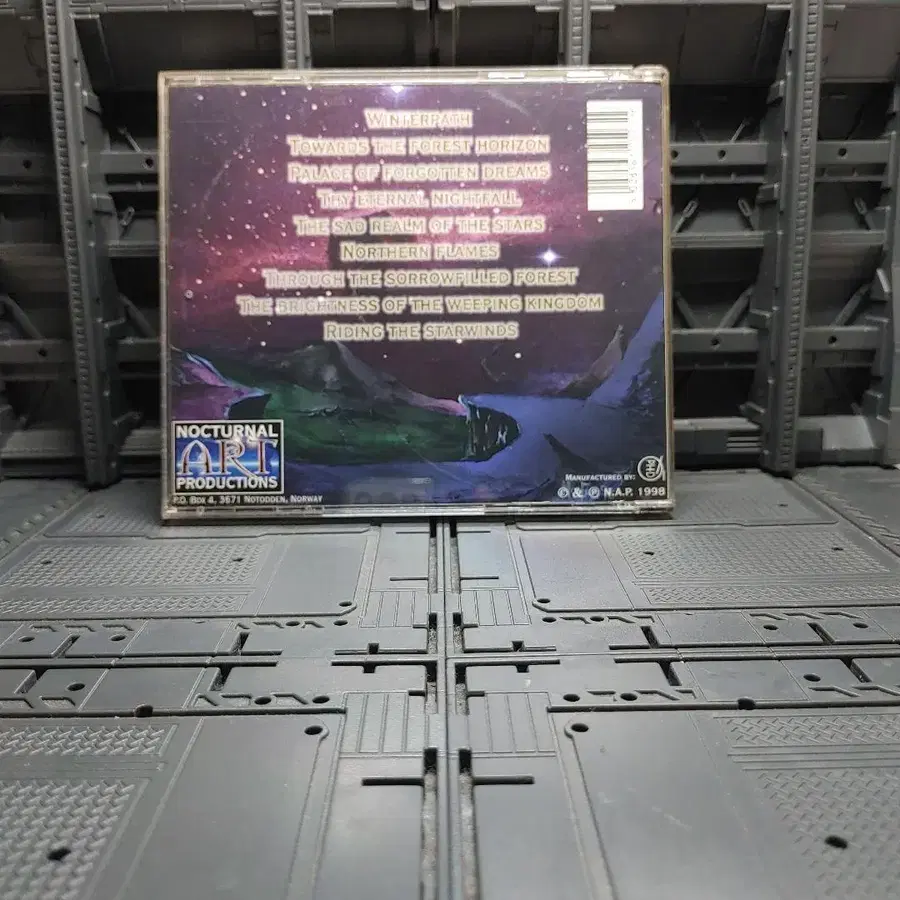 WINTERPATH
TOWARDS THE FOREST HORIZON
PALACE OF FORGOTTEN DREAMS
THY ETERNAL NIGHTFALL
THE SAD REALM OF THE STARS
NORTHERN FLAMES
THROUGH THE SORROWFILLED FOREST
THE BRIGHTNESS OF THE WEEPING KINGDOM
RIDING THE STARWINDS
NOCTURNAL
ART
PRODUCTIONS
P.O. BOX 4, 3671 NOTODDEN, NORWAY
MANUFACTURED BY:
PHD
© & ℗ N.A.P. 1998